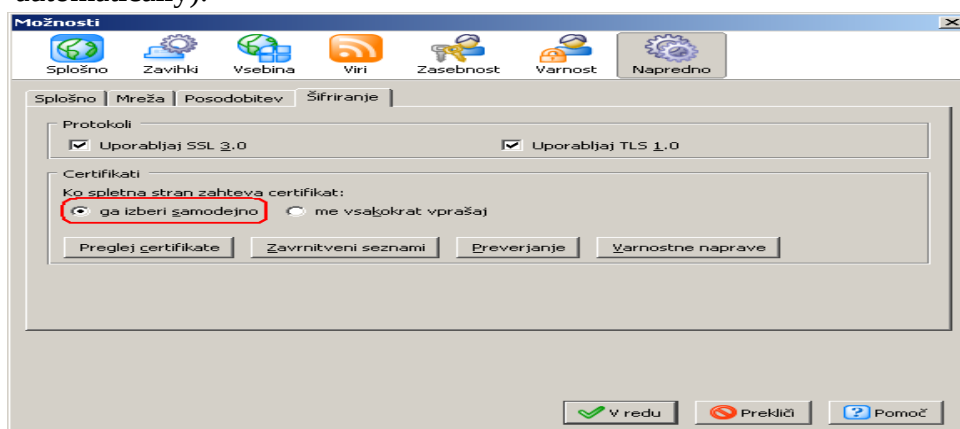 automatically).
Možnosti
Splošno Zavihki Vsebina Viri Zasebnost Varnost Napredno
Splošno Mreža Posodobitev Šifriranje
Protokoli
Uporabljaj SSL 3.0 Uporabljaj TLS 1.0
Certifikati
Ko spletna stran zahteva certifikat:
ga izberi samodejno me vsakokrat vprašaj
Preglej certifikate Zavrnitveni seznami Preverjanje Varnostne naprave
V redu Prekliči Pomoč